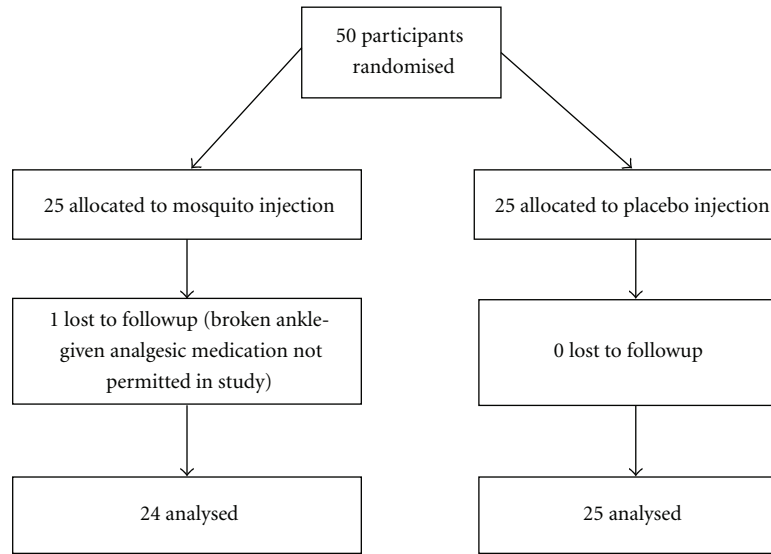 50 participants
randomised
25 allocated to mosquito injection
25 allocated to placebo injection
1 lost to followup (broken ankle-
given analgesic medication not
permitted in study)
0 lost to followup
24 analysed
25 analysed